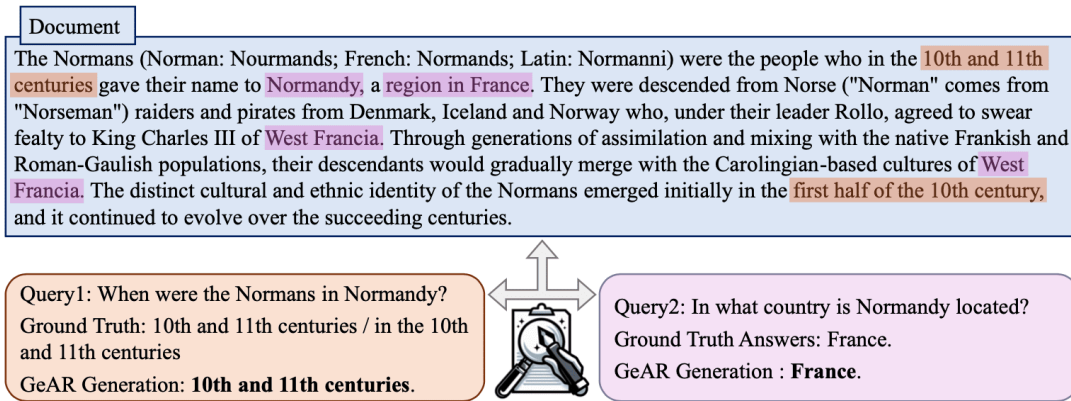 Document
The Normans (Norman: Nourmands; French: Normands; Latin: Normanni) were the people who in the 10th and 11th
centuries gave their name to Normandy, a region in France. They were descended from Norse ("Norman" comes from
"Norseman") raiders and pirates from Denmark, Iceland and Norway who, under their leader Rollo, agreed to swear
fealty to King Charles III of West Francia. Through generations of assimilation and mixing with the native Frankish and
Roman-Gaulish populations, their descendants would gradually merge with the Carolingian-based cultures of West
Francia. The distinct cultural and ethnic identity of the Normans emerged initially in the first half of the 10th century,
and it continued to evolve over the succeeding centuries.
Query1: When were the Normans in Normandy?
Ground Truth: 10th and 11th centuries / in the 10th
and 11th centuries
GeAR Generation: 10th and 11th centuries.
Query2: In what country is Normandy located?
Ground Truth Answers: France.
GeAR Generation : France.